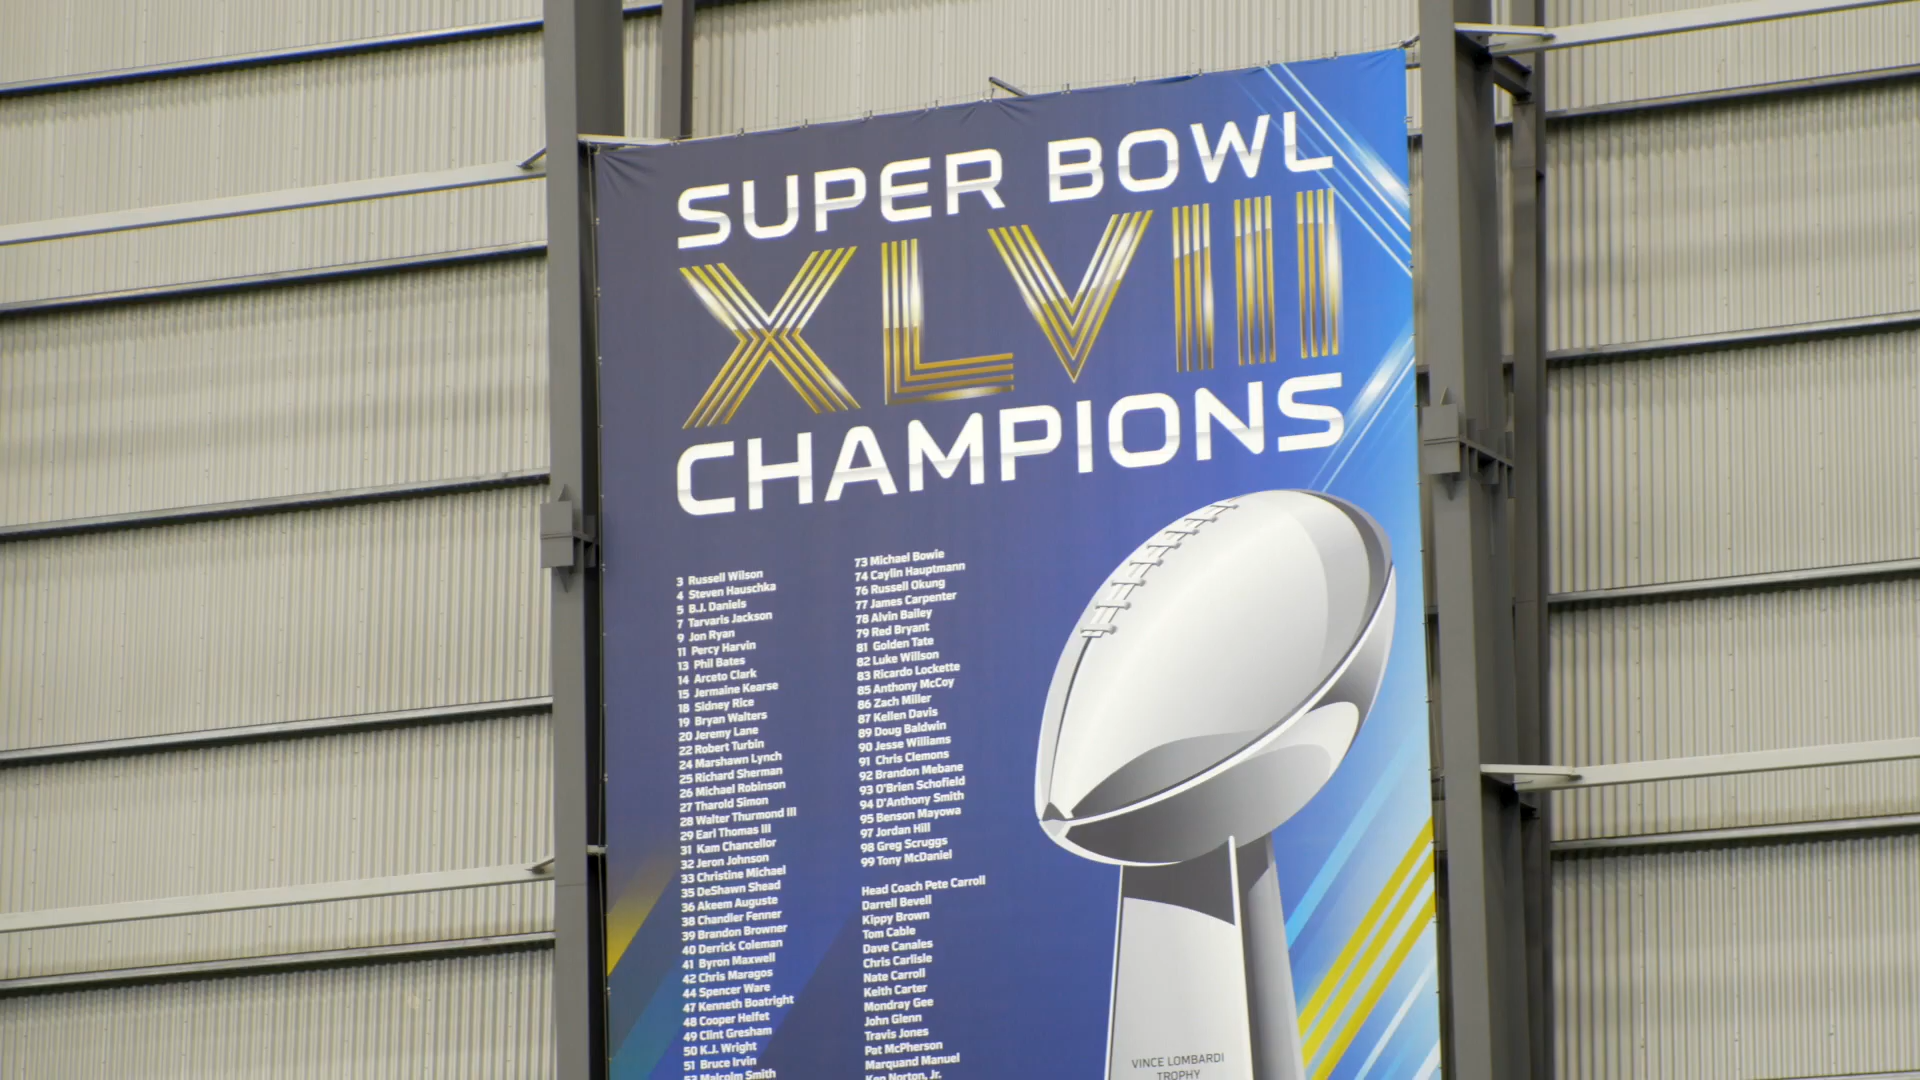 SUPER BOWL
XLVIII
CHAMPIONS
3 Russell Wilson
4 Steven Hauschka
5 B.J. Daniels
7 Tarvaris Jackson
9 Jon Ryan
11 Percy Harvin
13 Phil Bates
14 Arceto Clark
15 Jermaine Kearse
18 Sidney Rice
19 Bryan Walters
20 Jeremy Lane
22 Robert Turbin
24 Marshawn Lynch
25 Richard Sherman
26 Michael Robinson
27 Tharold Simon
28 Walter Thurmond III
29 Earl Thomas III
31 Kam Chancellor
32 Jeron Johnson
33 Christine Michael
35 DeShawn Shead
36 Akeem Auguste
38 Chandler Fenner
39 Brandon Browner
40 Derrick Coleman
41 Byron Maxwell
42 Chris Maragos
44 Spencer Ware
47 Kenneth Boatright
48 Cooper Helfet
49 Clint Gresham
50 K.J. Wright
51 Bruce Irvin
53 Malcolm Smith
73 Michael Bowie
74 Caylin Hauptmann
76 Russell Okung
77 James Carpenter
78 Alvin Bailey
79 Red Bryant
81 Golden Tate
82 Luke Willson
83 Ricardo Lockette
85 Anthony McCoy
86 Zach Miller
87 Kellen Davis
89 Doug Baldwin
90 Jesse Williams
91 Chris Clemons
92 Brandon Mebane
93 O'Brien Schofield
94 D'Anthony Smith
95 Benson Mayowa
97 Jordan Hill
98 Greg Scruggs
99 Tony McDaniel
Head Coach Pete Carroll
Darrell Bevell
Kippy Brown
Tom Cable
Dave Canales
Chris Carlisle
Nate Carroll
Keith Carter
Mondray Gee
John Glenn
Travis Jones
Pat McPherson
Marquand Manuel
Ken Norton, Jr.
VINCE LOMBARDI
TROPHY